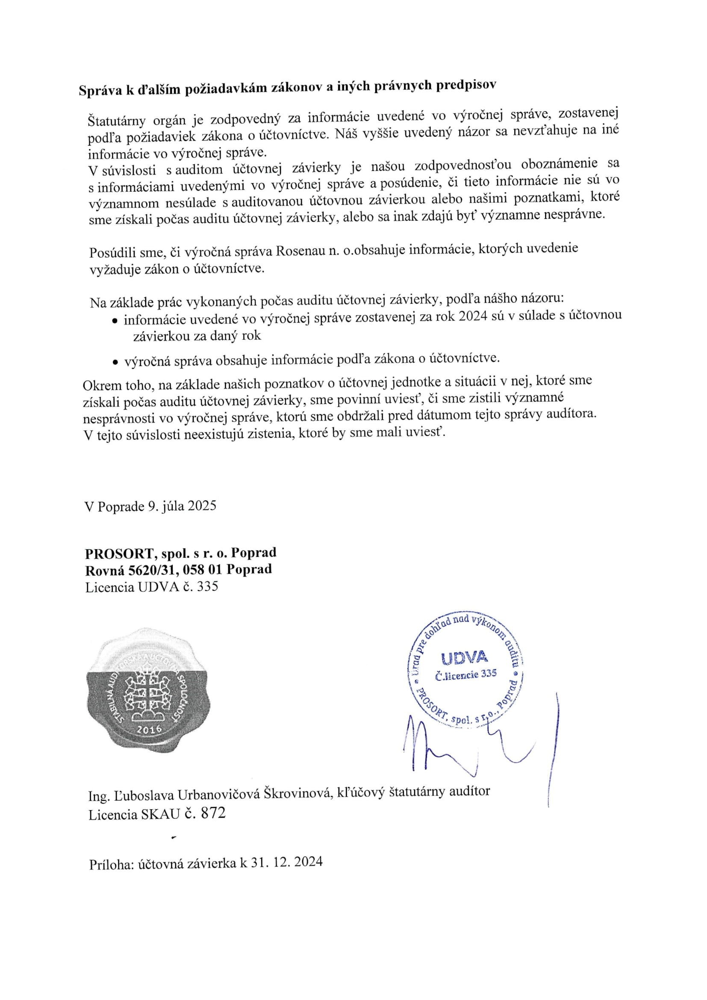 Správa k ďalším požiadavkám zákonov a iných právnych predpisov
Štatutárny orgán je zodpovedný za informácie uvedené vo výročnej správe, zostavenej
podľa požiadaviek zákona o účtovníctve. Náš vyššie uvedený názor sa nevzťahuje na iné
informácie vo výročnej správe.
V súvislosti s auditom účtovnej závierky je našou zodpovednosťou oboznámenie sa
s informáciami uvedenými vo výročnej správe a posúdenie, či tieto informácie nie sú vo
významnom nesúlade s auditovanou účtovnou závierkou alebo našimi poznatkami, ktoré
sme získali počas auditu účtovnej závierky, alebo sa inak zdajú byť významne nesprávne.
Posúdili sme, či výročná správa Rosenau n. o.obsahuje informácie, ktorých uvedenie
vyžaduje zákon o účtovníctve.
Na základe prác vykonaných počas auditu účtovnej závierky, podľa nášho názoru:
• informácie uvedené vo výročnej správe zostavenej za rok 2024 sú v súlade s účtovnou
závierkou za daný rok
• výročná správa obsahuje informácie podľa zákona o účtovníctve.
Okrem toho, na základe našich poznatkov o účtovnej jednotke a situácii v nej, ktoré sme
získali počas auditu účtovnej závierky, sme povinní uviesť, či sme zistili významné
nesprávnosti vo výročnej správe, ktorú sme obdržali pred dátumom tejto správy audítora.
V tejto súvislosti neexistujú zistenia, ktoré by sme mali uviesť.
V Poprade 9. júla 2025
PROSORT, spol. s r. o. Poprad
Rovná 5620/31, 058 01 Poprad
Licencia UDVA č. 335
STABILNÁ AUDÍTORSKÁ A ÚČTOVNÁ SPOLOČNOSŤ
2016
Úrad pre dohľad nad výkonom auditu
UDVA
Č.licencie 335
PROSORT, spol. s r.o., Poprad
Ing. Ľuboslava Urbanovičová Škrovinová, kľúčový štatutárny audítor
Licencia SKAU č. 872
Príloha: účtovná závierka k 31. 12. 2024